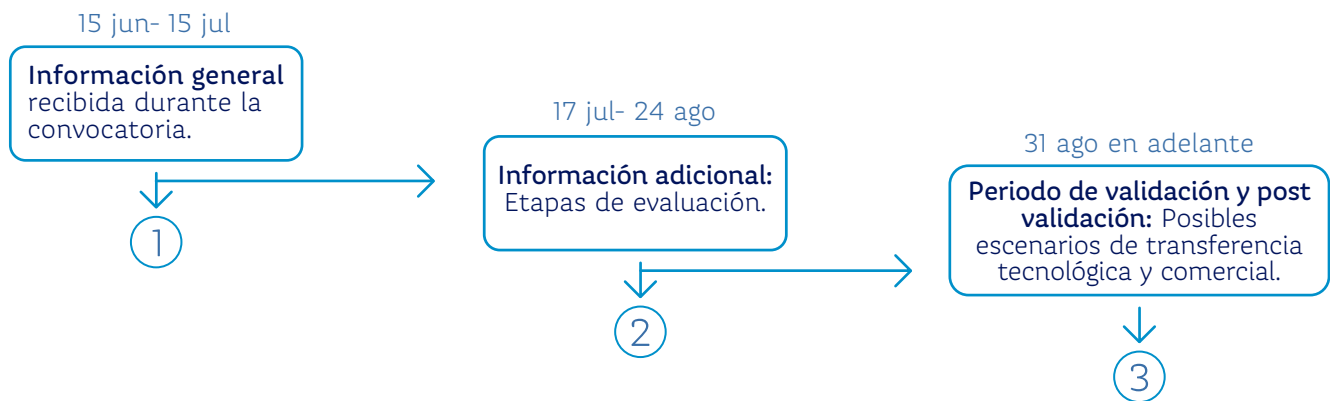 15 jun- 15 jul
Información general
recibida durante la
convocatoria.
1
17 jul- 24 ago
Información adicional:
Etapas de evaluación.
2
31 ago en adelante
Periodo de validación y post
validación: Posibles
escenarios de transferencia
tecnológica y comercial.
3